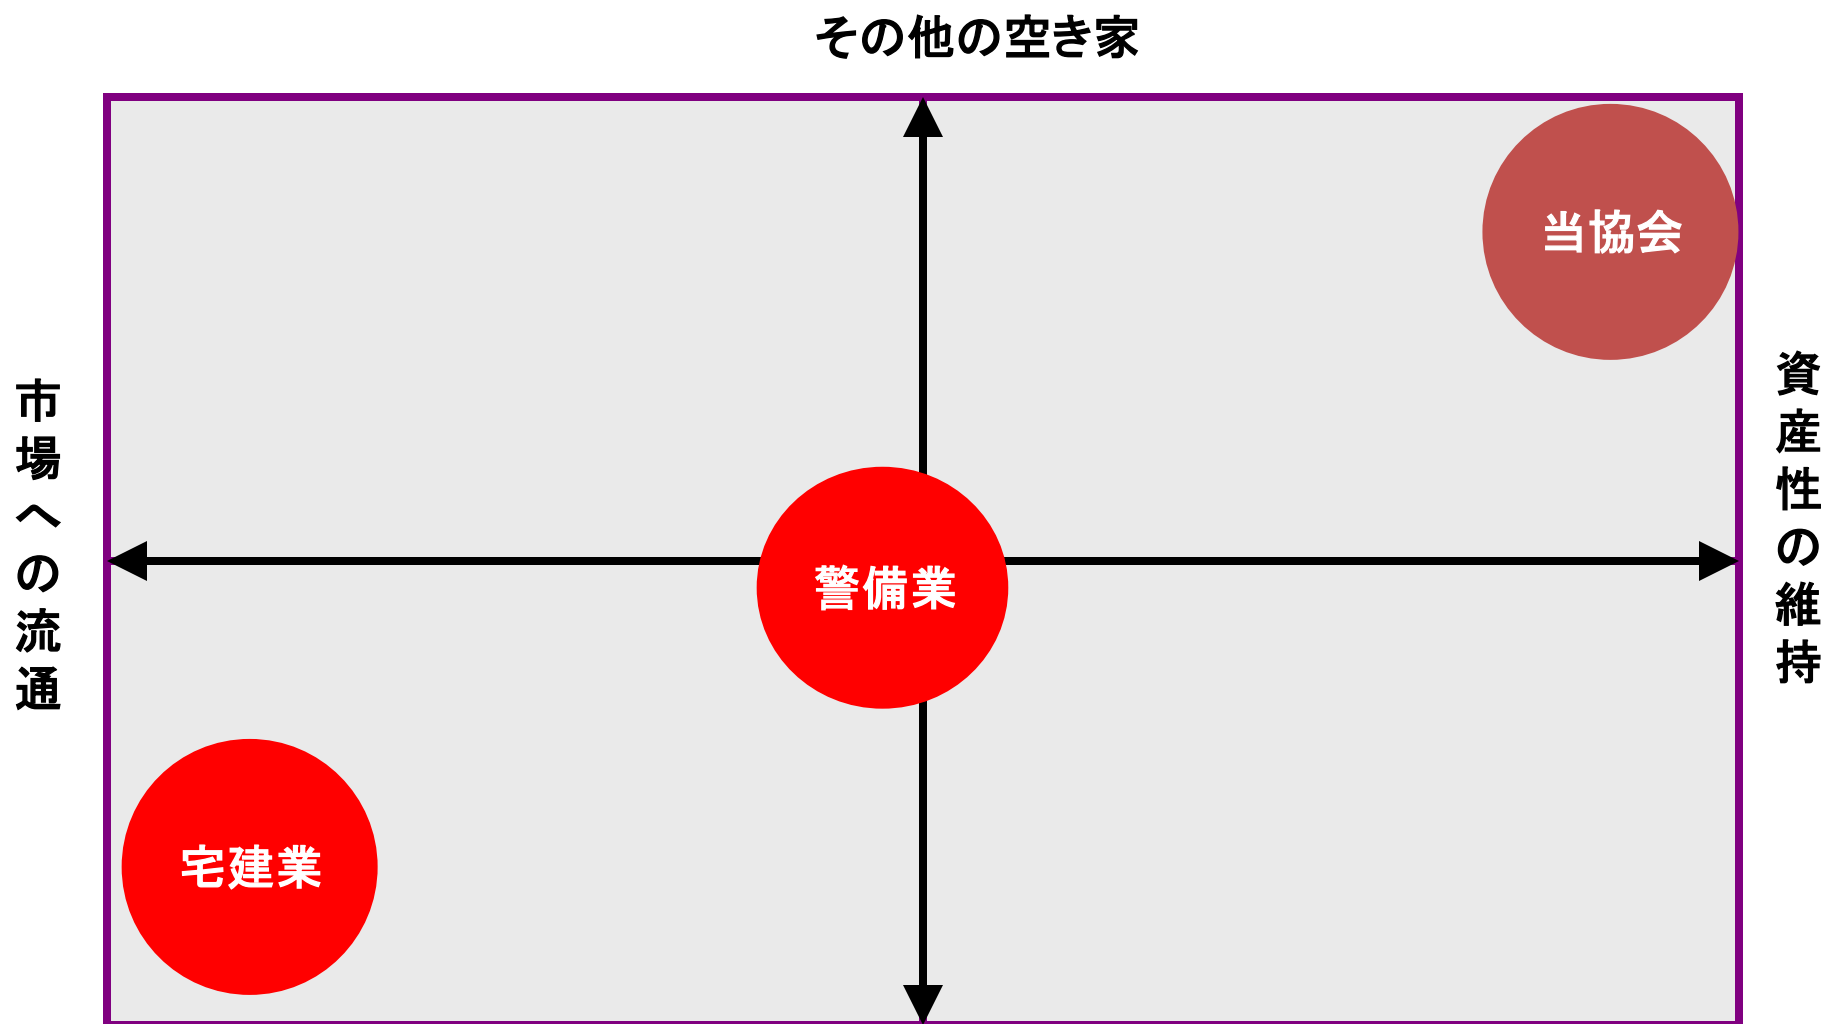 その他の空き家
当協会
市場への流通
資産性の維持
警備業
宅建業